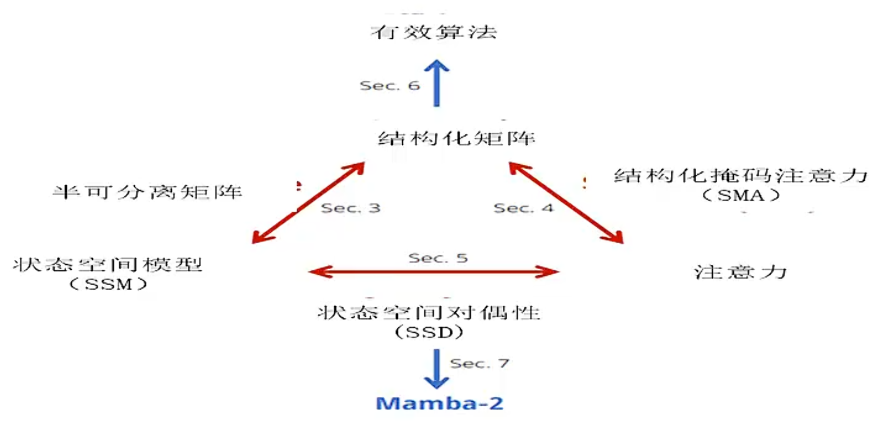 有效算法
Sec. 6
结构化矩阵
半可分离矩阵
结构化掩码注意力
（SMA）
Sec. 3
Sec. 4
状态空间模型
（SSM）
Sec. 5
注意力
状态空间对偶性
（SSD）
Sec. 7
Mamba-2